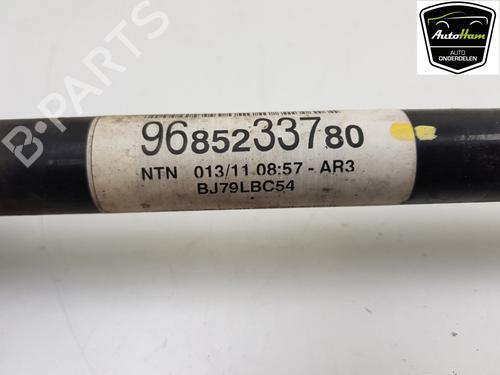 AutoHam
AUTO
ONDERDELEN
B-PARTS
9685233780
NTN 013/11 08:57 - AR3
BJ79LBC54